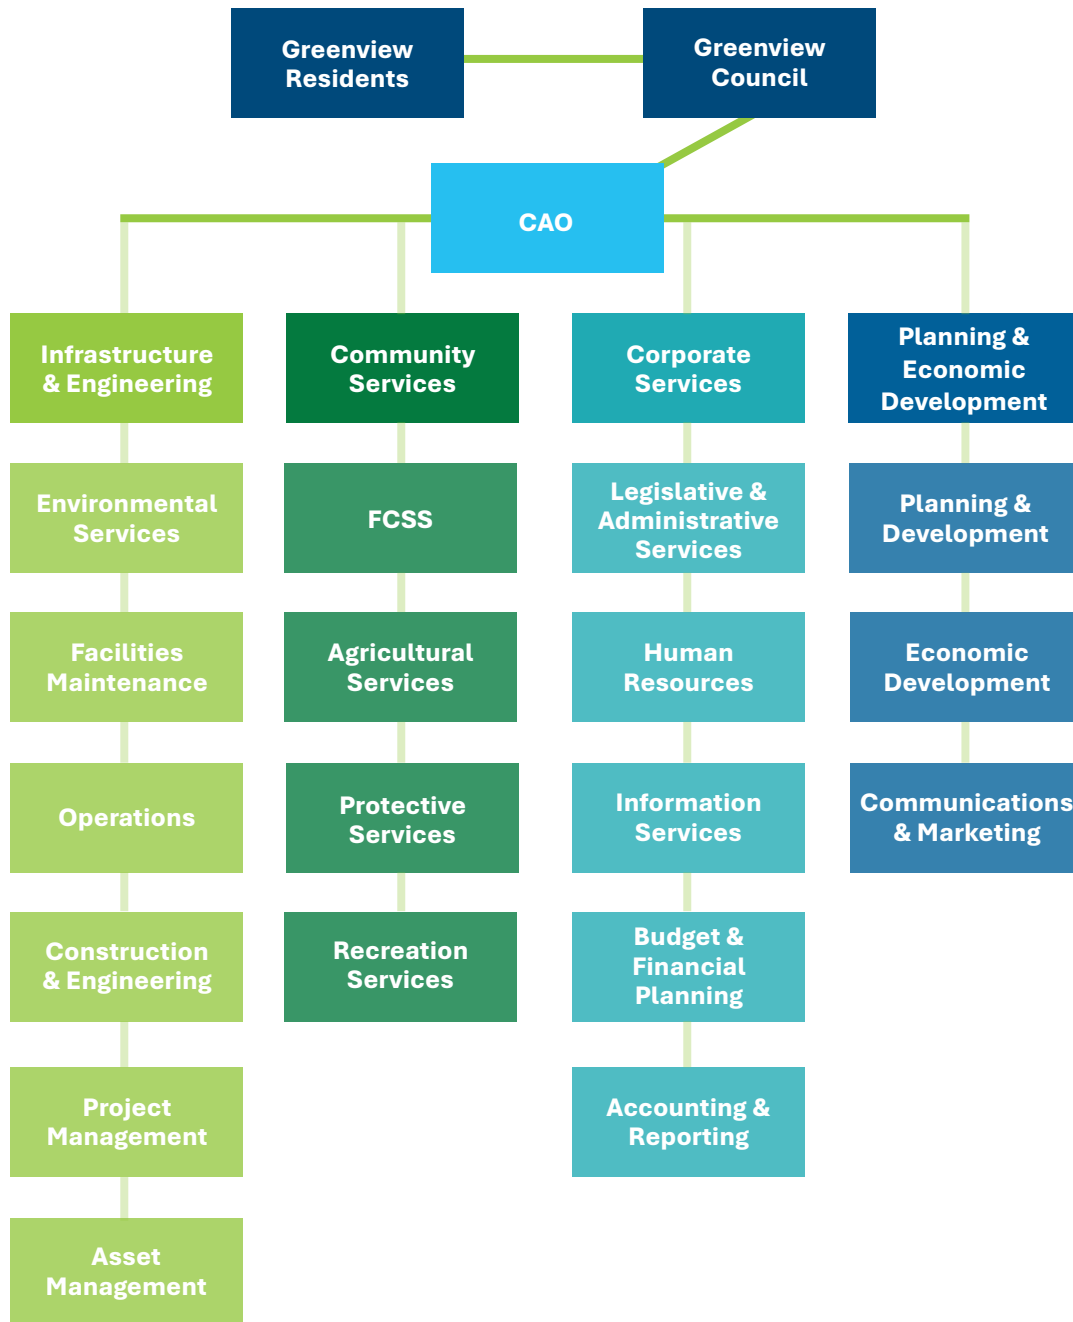 Greenview
Residents
Greenview
Council
CAO
Infrastructure
& Engineering
Environmental
Services
Facilities
Maintenance
Operations
Construction
& Engineering
Project
Management
Asset
Management
Community
Services
FCSS
Agricultural
Services
Protective
Services
Recreation
Services
Corporate
Services
Legislative &
Administrative
Services
Human
Resources
Information
Services
Budget &
Financial
Planning
Accounting &
Reporting
Planning &
Economic
Development
Planning &
Development
Economic
Development
Communications
& Marketing